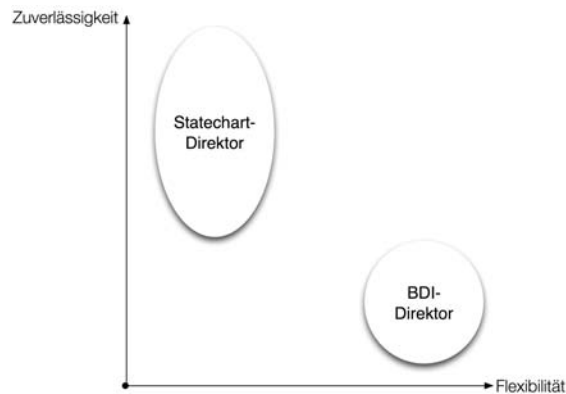 Zuverlässigkeit
Statechart-
Direktor
BDI-
Direktor
Flexibilität